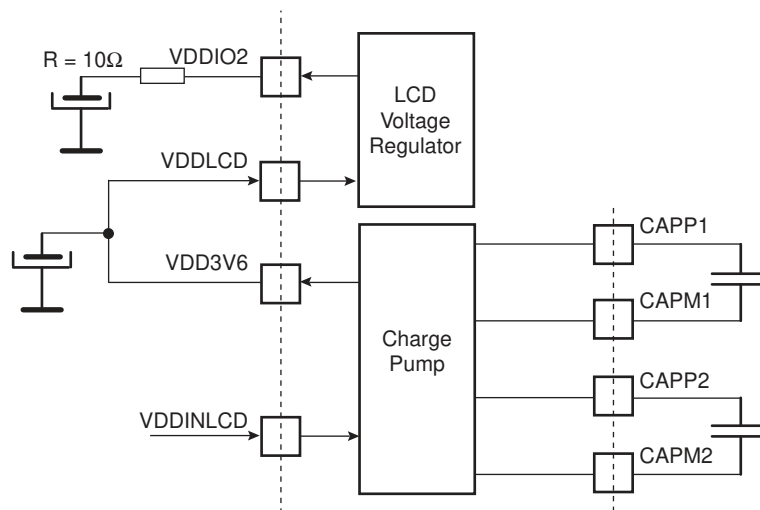 R = 10Ω
VDDIO2
LCD
Voltage
Regulator
VDDLCD
VDD3V6
VDDINLCD
Charge
Pump
CAPP1
CAPM1
CAPP2
CAPM2